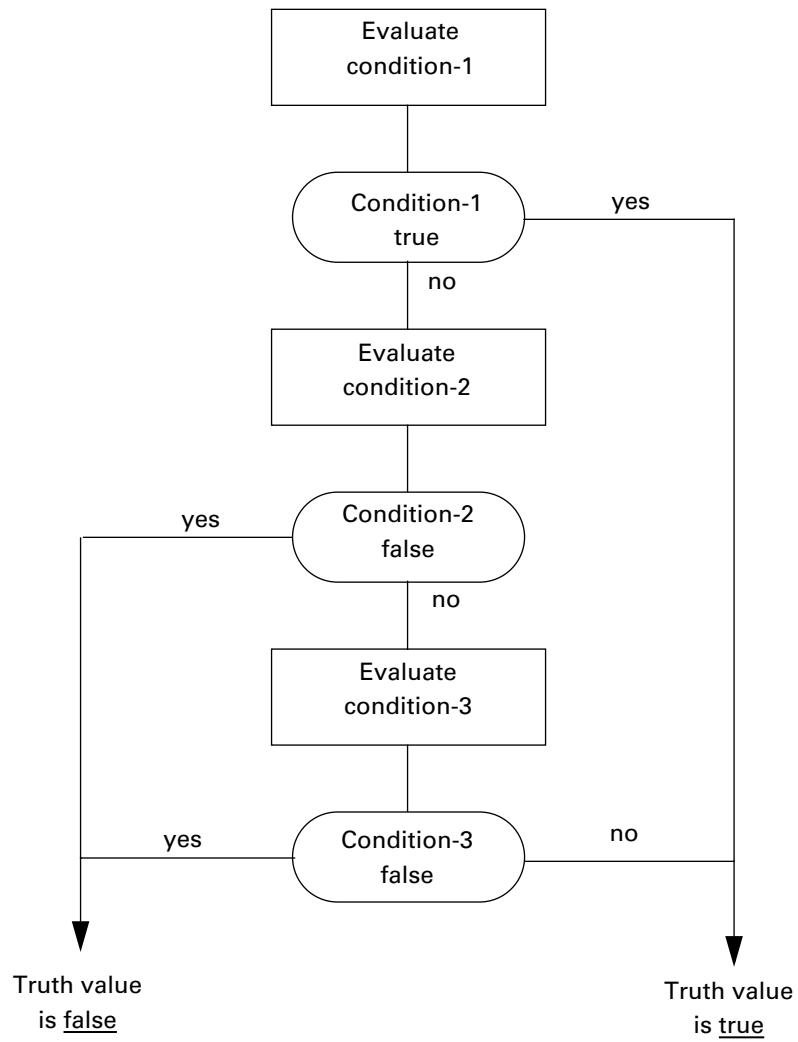 Evaluate
condition-1
Condition-1
true
yes
no
Evaluate
condition-2
Condition-2
false
yes
no
Evaluate
condition-3
Condition-3
false
yes
no
Truth value
is false
Truth value
is true